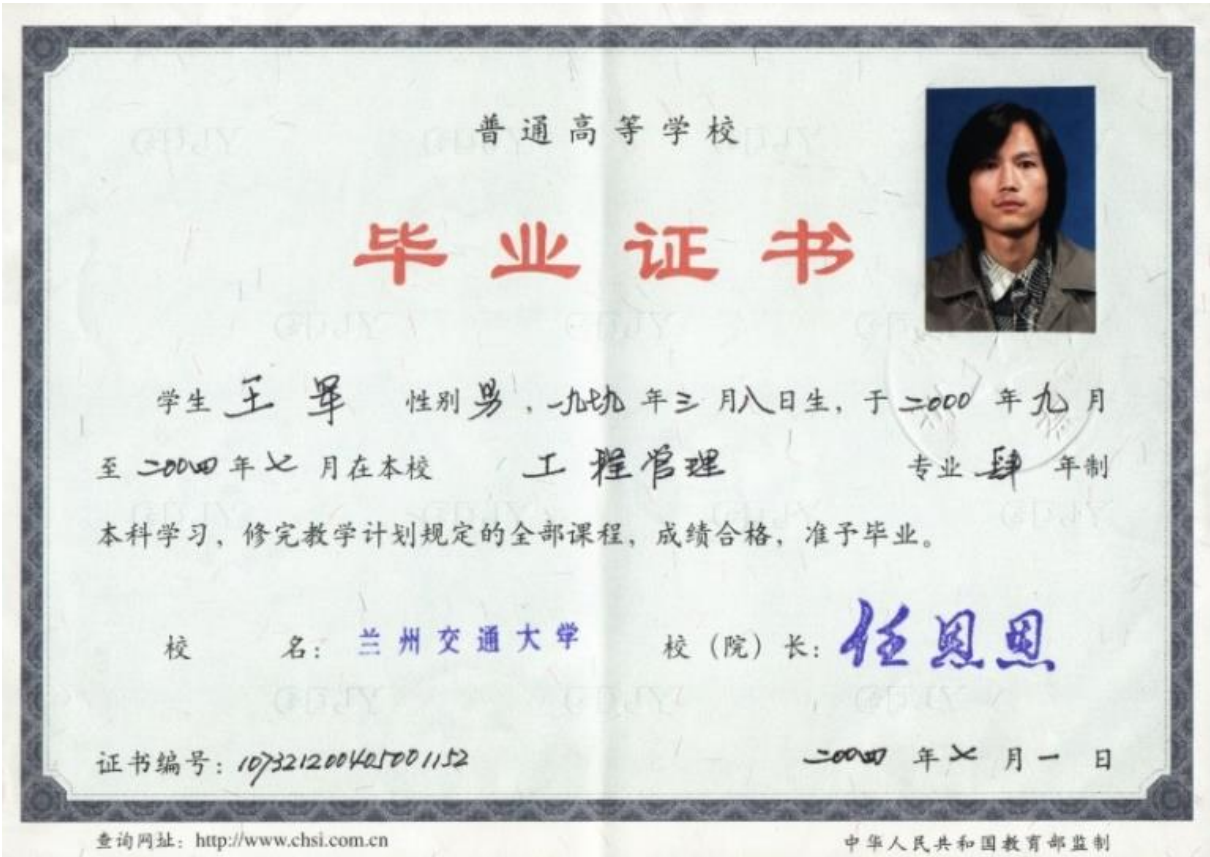 普通高等学校
毕业证书
学生 王军 性别 男 , 一九七九 年 三 月 八 日生, 于 二000 年 九 月
至 二00四 年 七 月在本校 工程管理 专业 肆 年制
本科学习, 修完教学计划规定的全部课程, 成绩合格, 准予毕业。
校 名: 兰州交通大学 校 (院) 长: 任恩恩
证书编号: 107321200405001152 二00四 年 七 月 一 日
查询网址: http://www.chsi.com.cn 中华人民共和国教育部监制